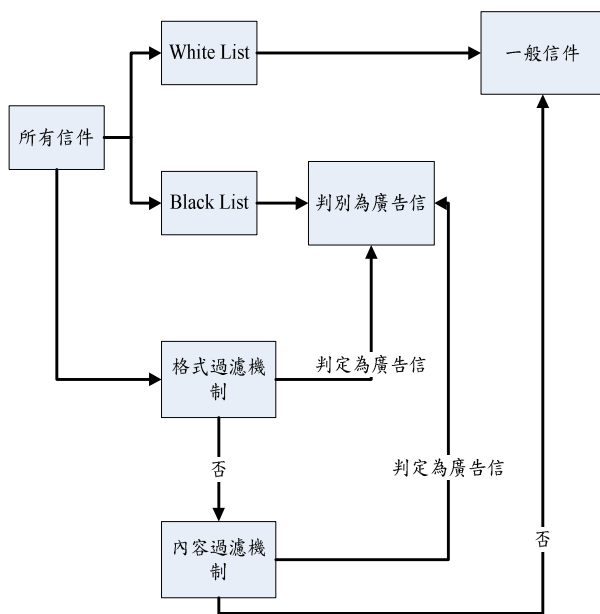 White List
一般信件
所有信件
Black List
判別為廣告信
格式過濾機
制
判定為廣告信
否
判定為廣告信
內容過濾機
制
否